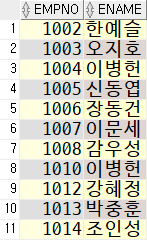 EMPNO ENAME
1 1002 한예슬
2 1003 오지호
3 1004 이병헌
4 1005 신동엽
5 1006 장동건
6 1007 이문세
7 1008 감우성
8 1010 이병헌
9 1012 강혜정
10 1013 박중훈
11 1014 조인성